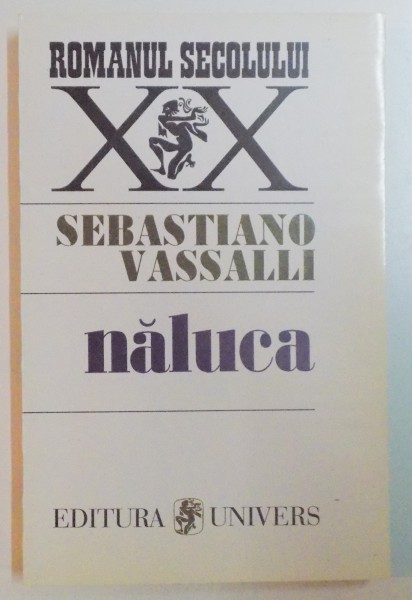 ROMANUL SECOLULUI
XX
SEBASTIANO
VASSALLI
năluca
EDITURA UNIVERS